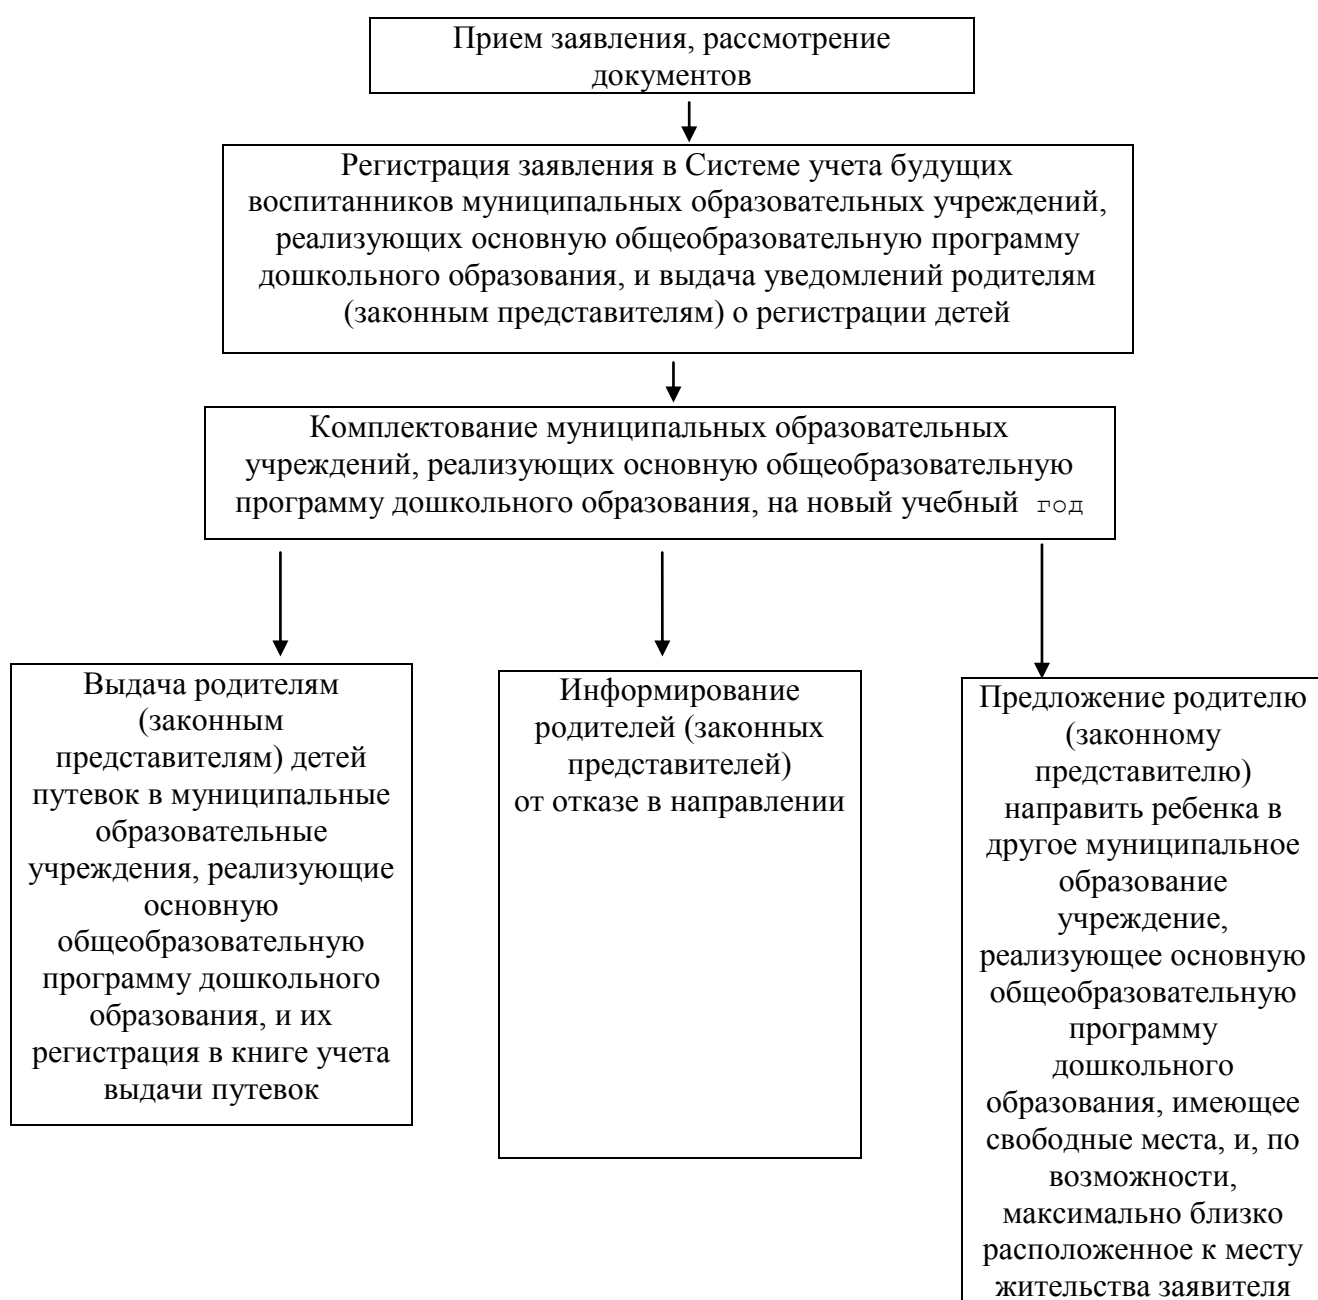 Прием заявления, рассмотрение
документов
Регистрация заявления в Системе учета будущих
воспитанников муниципальных образовательных учреждений,
реализующих основную общеобразовательную программу
дошкольного образования, и выдача уведомлений родителям
(законным представителям) о регистрации детей
Комплектование муниципальных образовательных
учреждений, реализующих основную общеобразовательную
программу дошкольного образования, на новый учебный год
Выдача родителям
(законным
представителям) детей
путевок в муниципальные
образовательные
учреждения, реализующие
основную
общеобразовательную
программу дошкольного
образования, и их
регистрация в книге учета
выдачи путевок
Информирование
родителей (законных
представителей)
от отказе в направлении
Предложение родителю
(законному
представителю)
направить ребенка в
другое муниципальное
образование
учреждение,
реализующее основную
общеобразовательную
программу
дошкольного
образования, имеющее
свободные места, и, по
возможности,
максимально близко
расположенное к месту
жительства заявителя